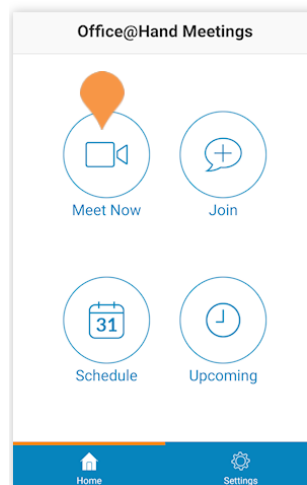 Office@Hand Meetings
Meet Now Join
31
Schedule Upcoming
Home Settings